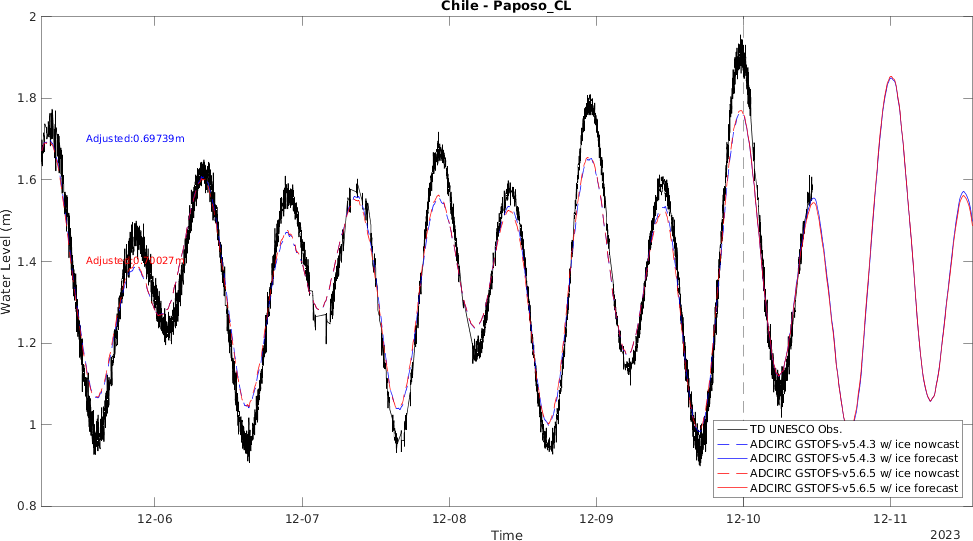 Chile - Paposo_CL
2
1.8
1.6
1.4
1.2
1
0.8
Water Level (m)
Adjusted:0.69739m
Adjusted:0.70027m
TD UNESCO Obs.
ADCIRC GSTOFS-v5.4.3 w/ ice nowcast
ADCIRC GSTOFS-v5.4.3 w/ ice forecast
ADCIRC GSTOFS-v5.6.5 w/ ice nowcast
ADCIRC GSTOFS-v5.6.5 w/ ice forecast
12-06 12-07 12-08 12-09 12-10 12-11
Time
2023